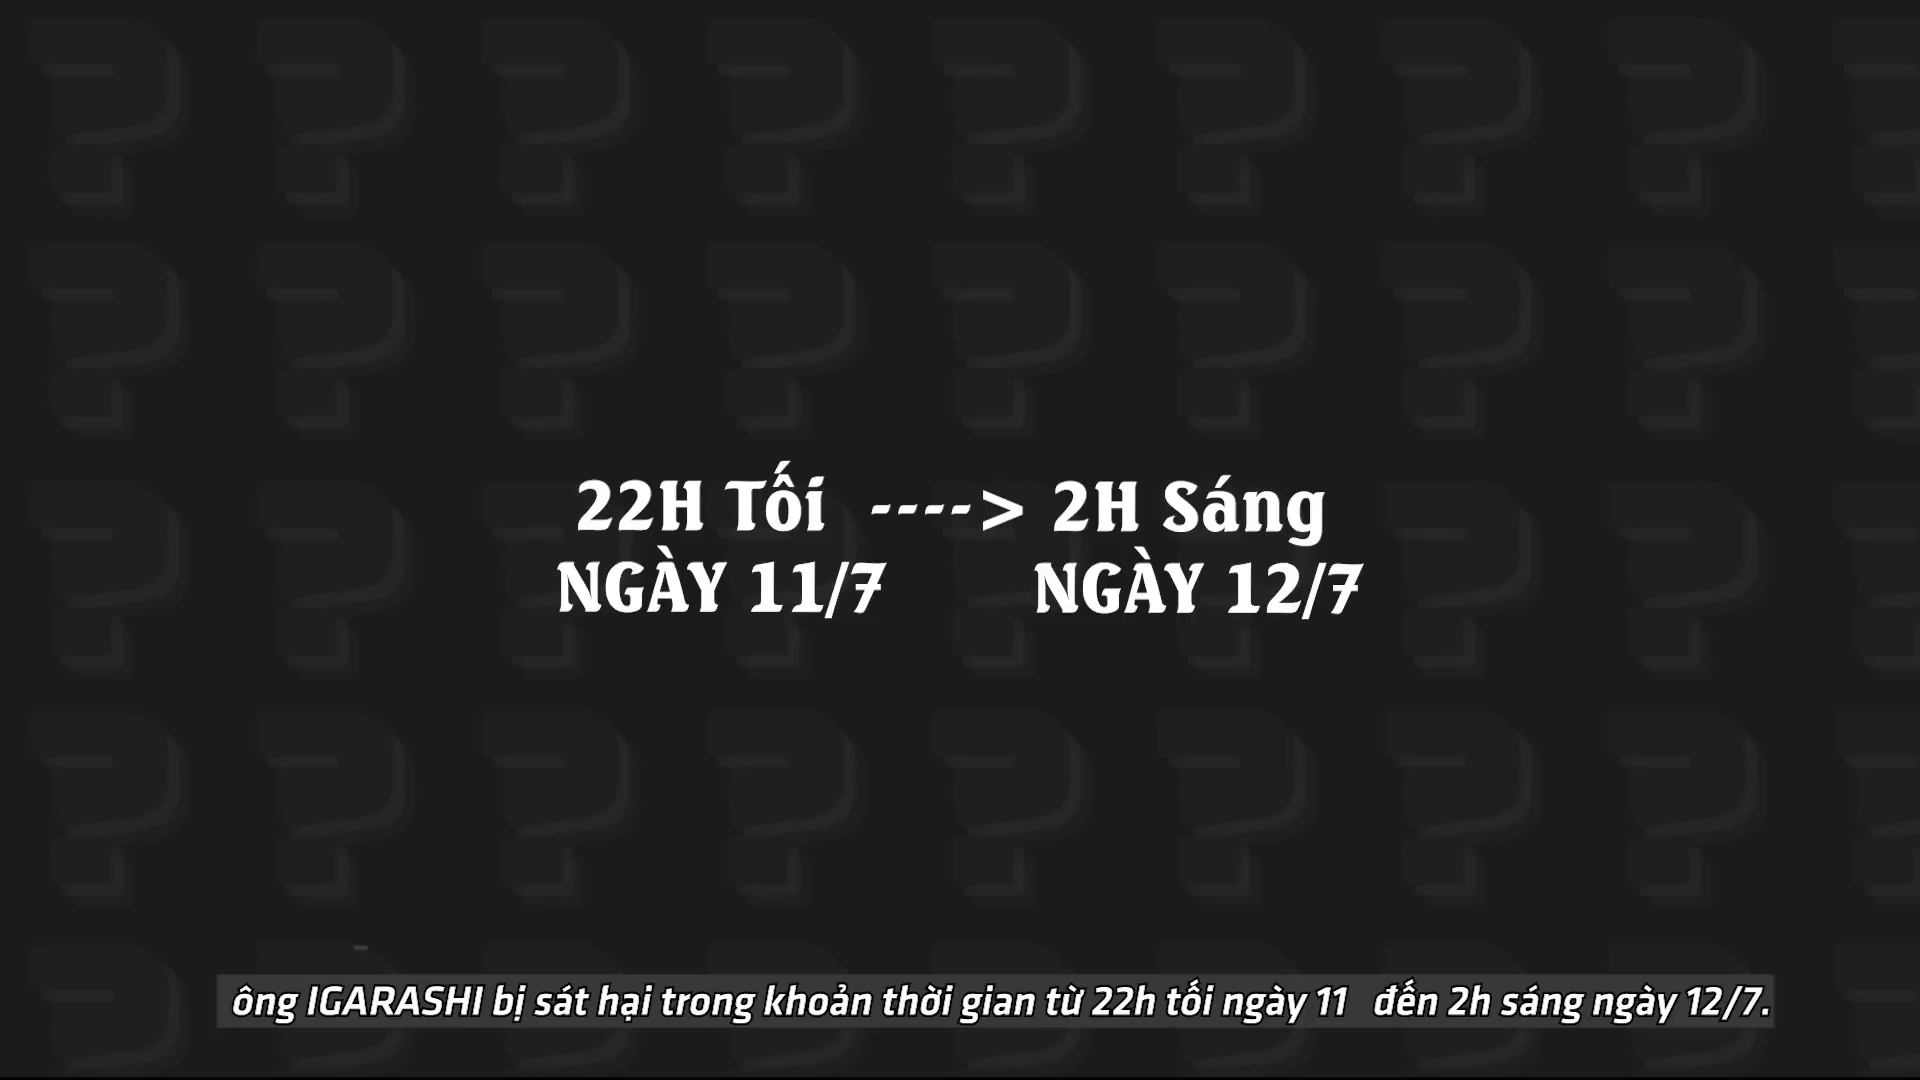 22H Tối ----> 2H Sáng
NGÀY 11/7 NGÀY 12/7
ông IGARASHI bị sát hại trong khoản thời gian từ 22h tối ngày 11 đến 2h sáng ngày 12/7.